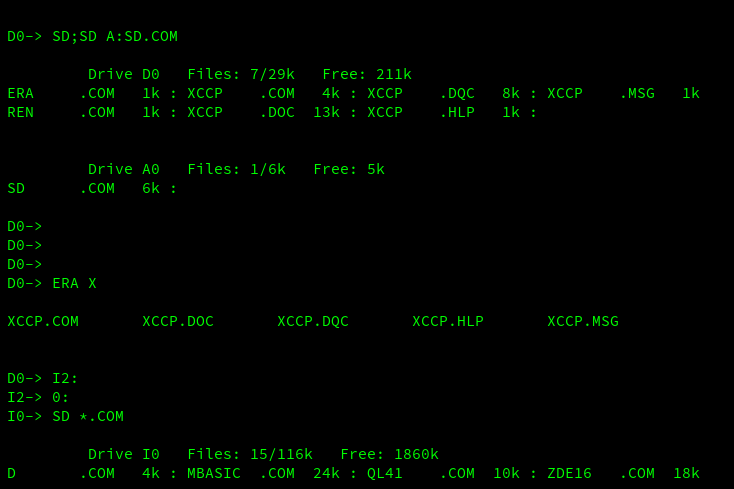 D0-> SD;SD A:SD.COM
Drive D0   Files: 7/29k   Free: 211k
ERA     .COM   1k : XCCP    .COM   4k : XCCP    .DQC   8k : XCCP    .MSG   1k
REN     .COM   1k : XCCP    .DOC  13k : XCCP    .HLP   1k :
Drive A0   Files: 1/6k   Free: 5k
SD      .COM   6k :
D0->
D0->
D0->
D0-> ERA X
XCCP.COM       XCCP.DOC       XCCP.DQC       XCCP.HLP       XCCP.MSG
D0-> I2:
I2-> 0:
I0-> SD *.COM
Drive I0   Files: 15/116k   Free: 1860k
D       .COM   4k : MBASIC  .COM  24k : QL41    .COM  10k : ZDE16   .COM  18k